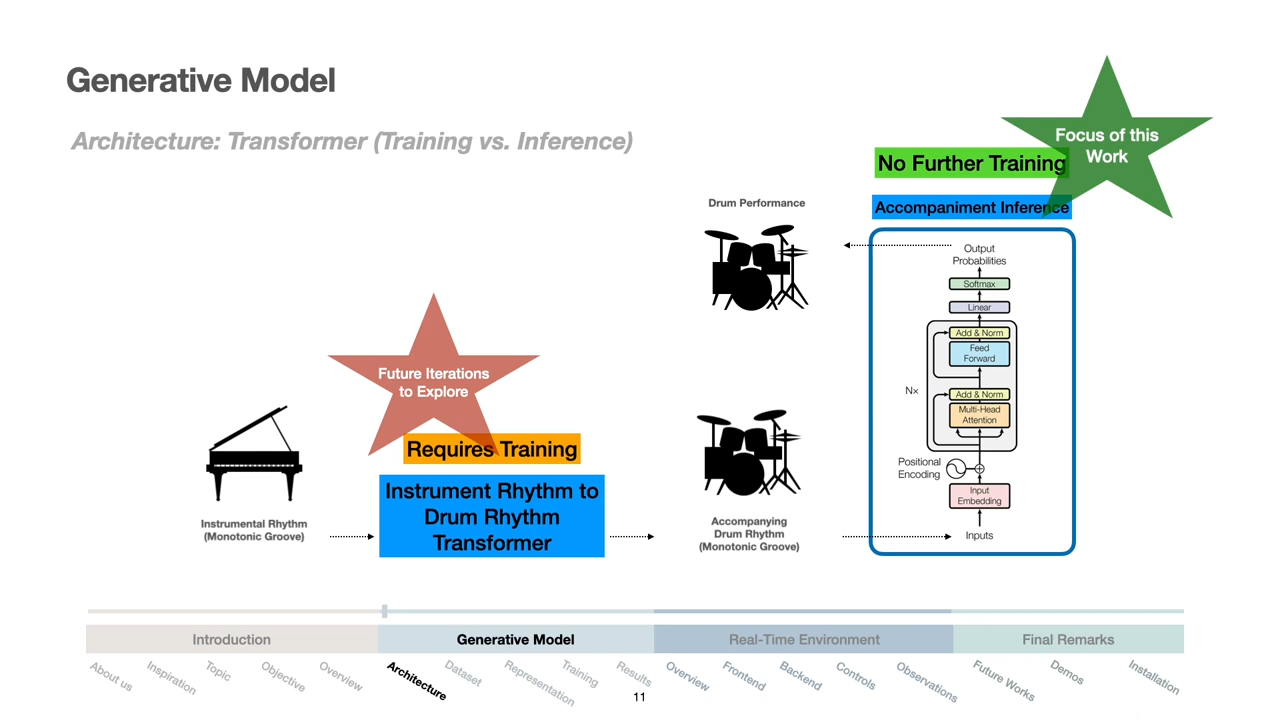 Generative Model
Architecture: Transformer (Training vs. Inference)
Focus of this
Work
No Further Training
Accompaniment Inference
Drum Performance
Output
Probabilities
Softmax
Linear
Add & Norm
Feed
Forward
N×
Add & Norm
Multi-Head
Attention
Positional
Encoding
Input
Embedding
Inputs
Future Iterations
to Explore
Requires Training
Instrument Rhythm to
Drum Rhythm
Transformer
Instrumental Rhythm
(Monotonic Groove)
Accompanying
Drum Rhythm
(Monotonic Groove)
Introduction
Generative Model
Real-Time Environment
Final Remarks
About us
Inspiration
Topic
Objective
Overview
Architecture
Dataset
Representation
Training
Results
Overview
Frontend
Backend
Controls
Observations
Future Works
Demos
Installation
11